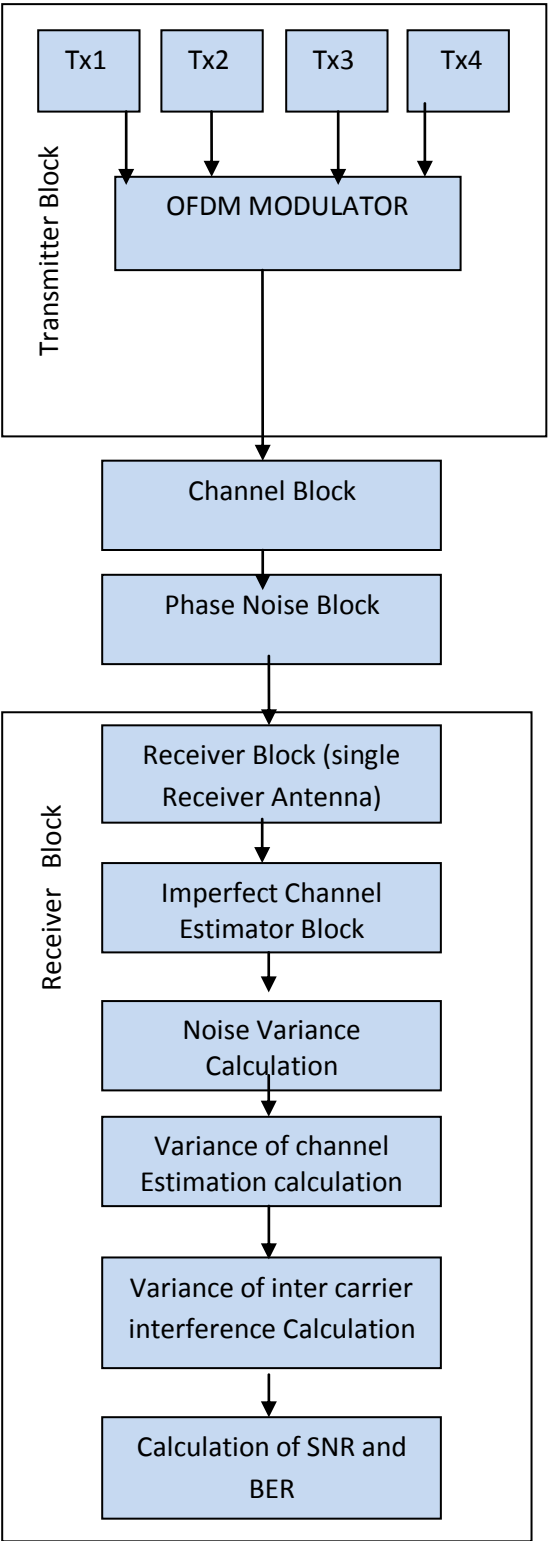 Tx1
Tx2
Tx3
Tx4
OFDM MODULATOR
Transmitter Block
Channel Block
Phase Noise Block
Receiver Block (single
Receiver Antenna)
Receiver Block
Imperfect Channel
Estimator Block
Noise Variance
Calculation
Variance of channel
Estimation calculation
Variance of inter carrier
interference Calculation
Calculation of SNR and
BER